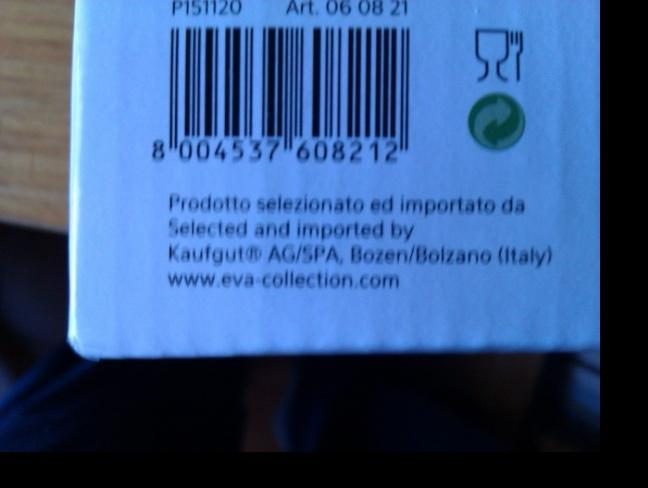 P151120 Art. 06 08 21
8 004537 608212
Prodotto selezionato ed importato da
Selected and imported by
Kaufgut® AG/SPA, Bozen/Bolzano (Italy)
www.eva-collection.com